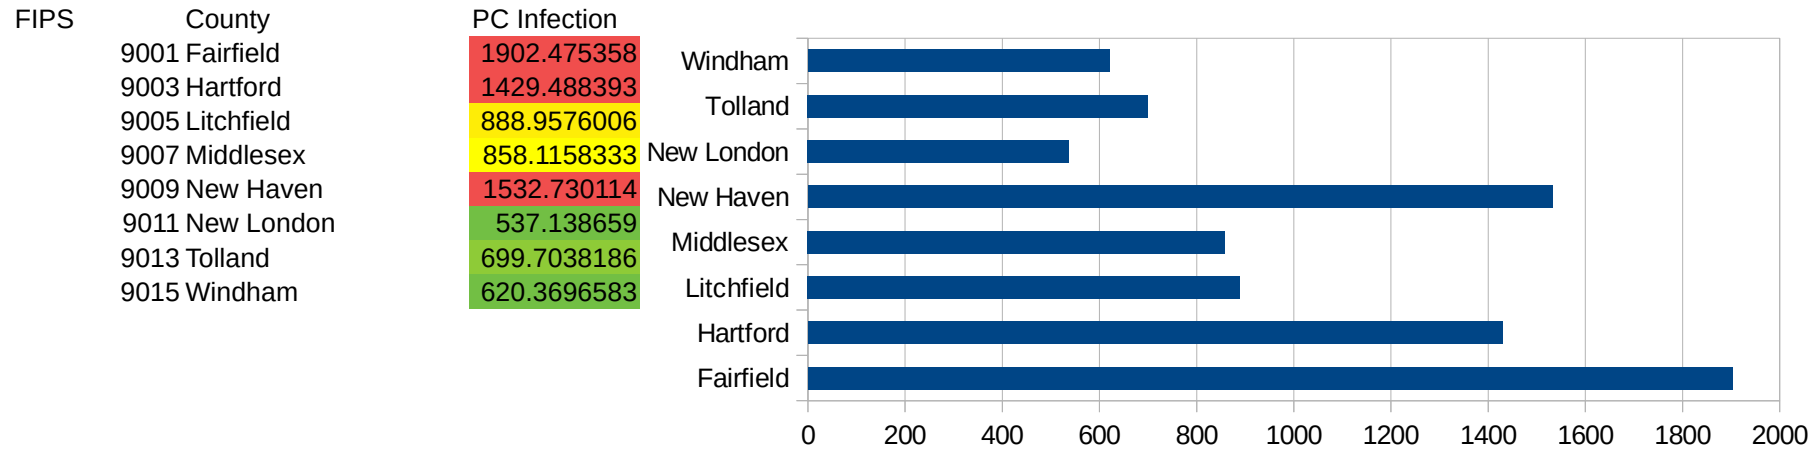 FIPS County PC Infection
9001 Fairfield 1902.475358
9003 Hartford 1429.488393
9005 Litchfield 888.9576006
9007 Middlesex 858.1158333
9009 New Haven 1532.730114
9011 New London 537.138659
9013 Tolland 699.7038186
9015 Windham 620.3696583
Windham
Tolland
New London
New Haven
Middlesex
Litchfield
Hartford
Fairfield
0 200 400 600 800 1000 1200 1400 1600 1800 2000